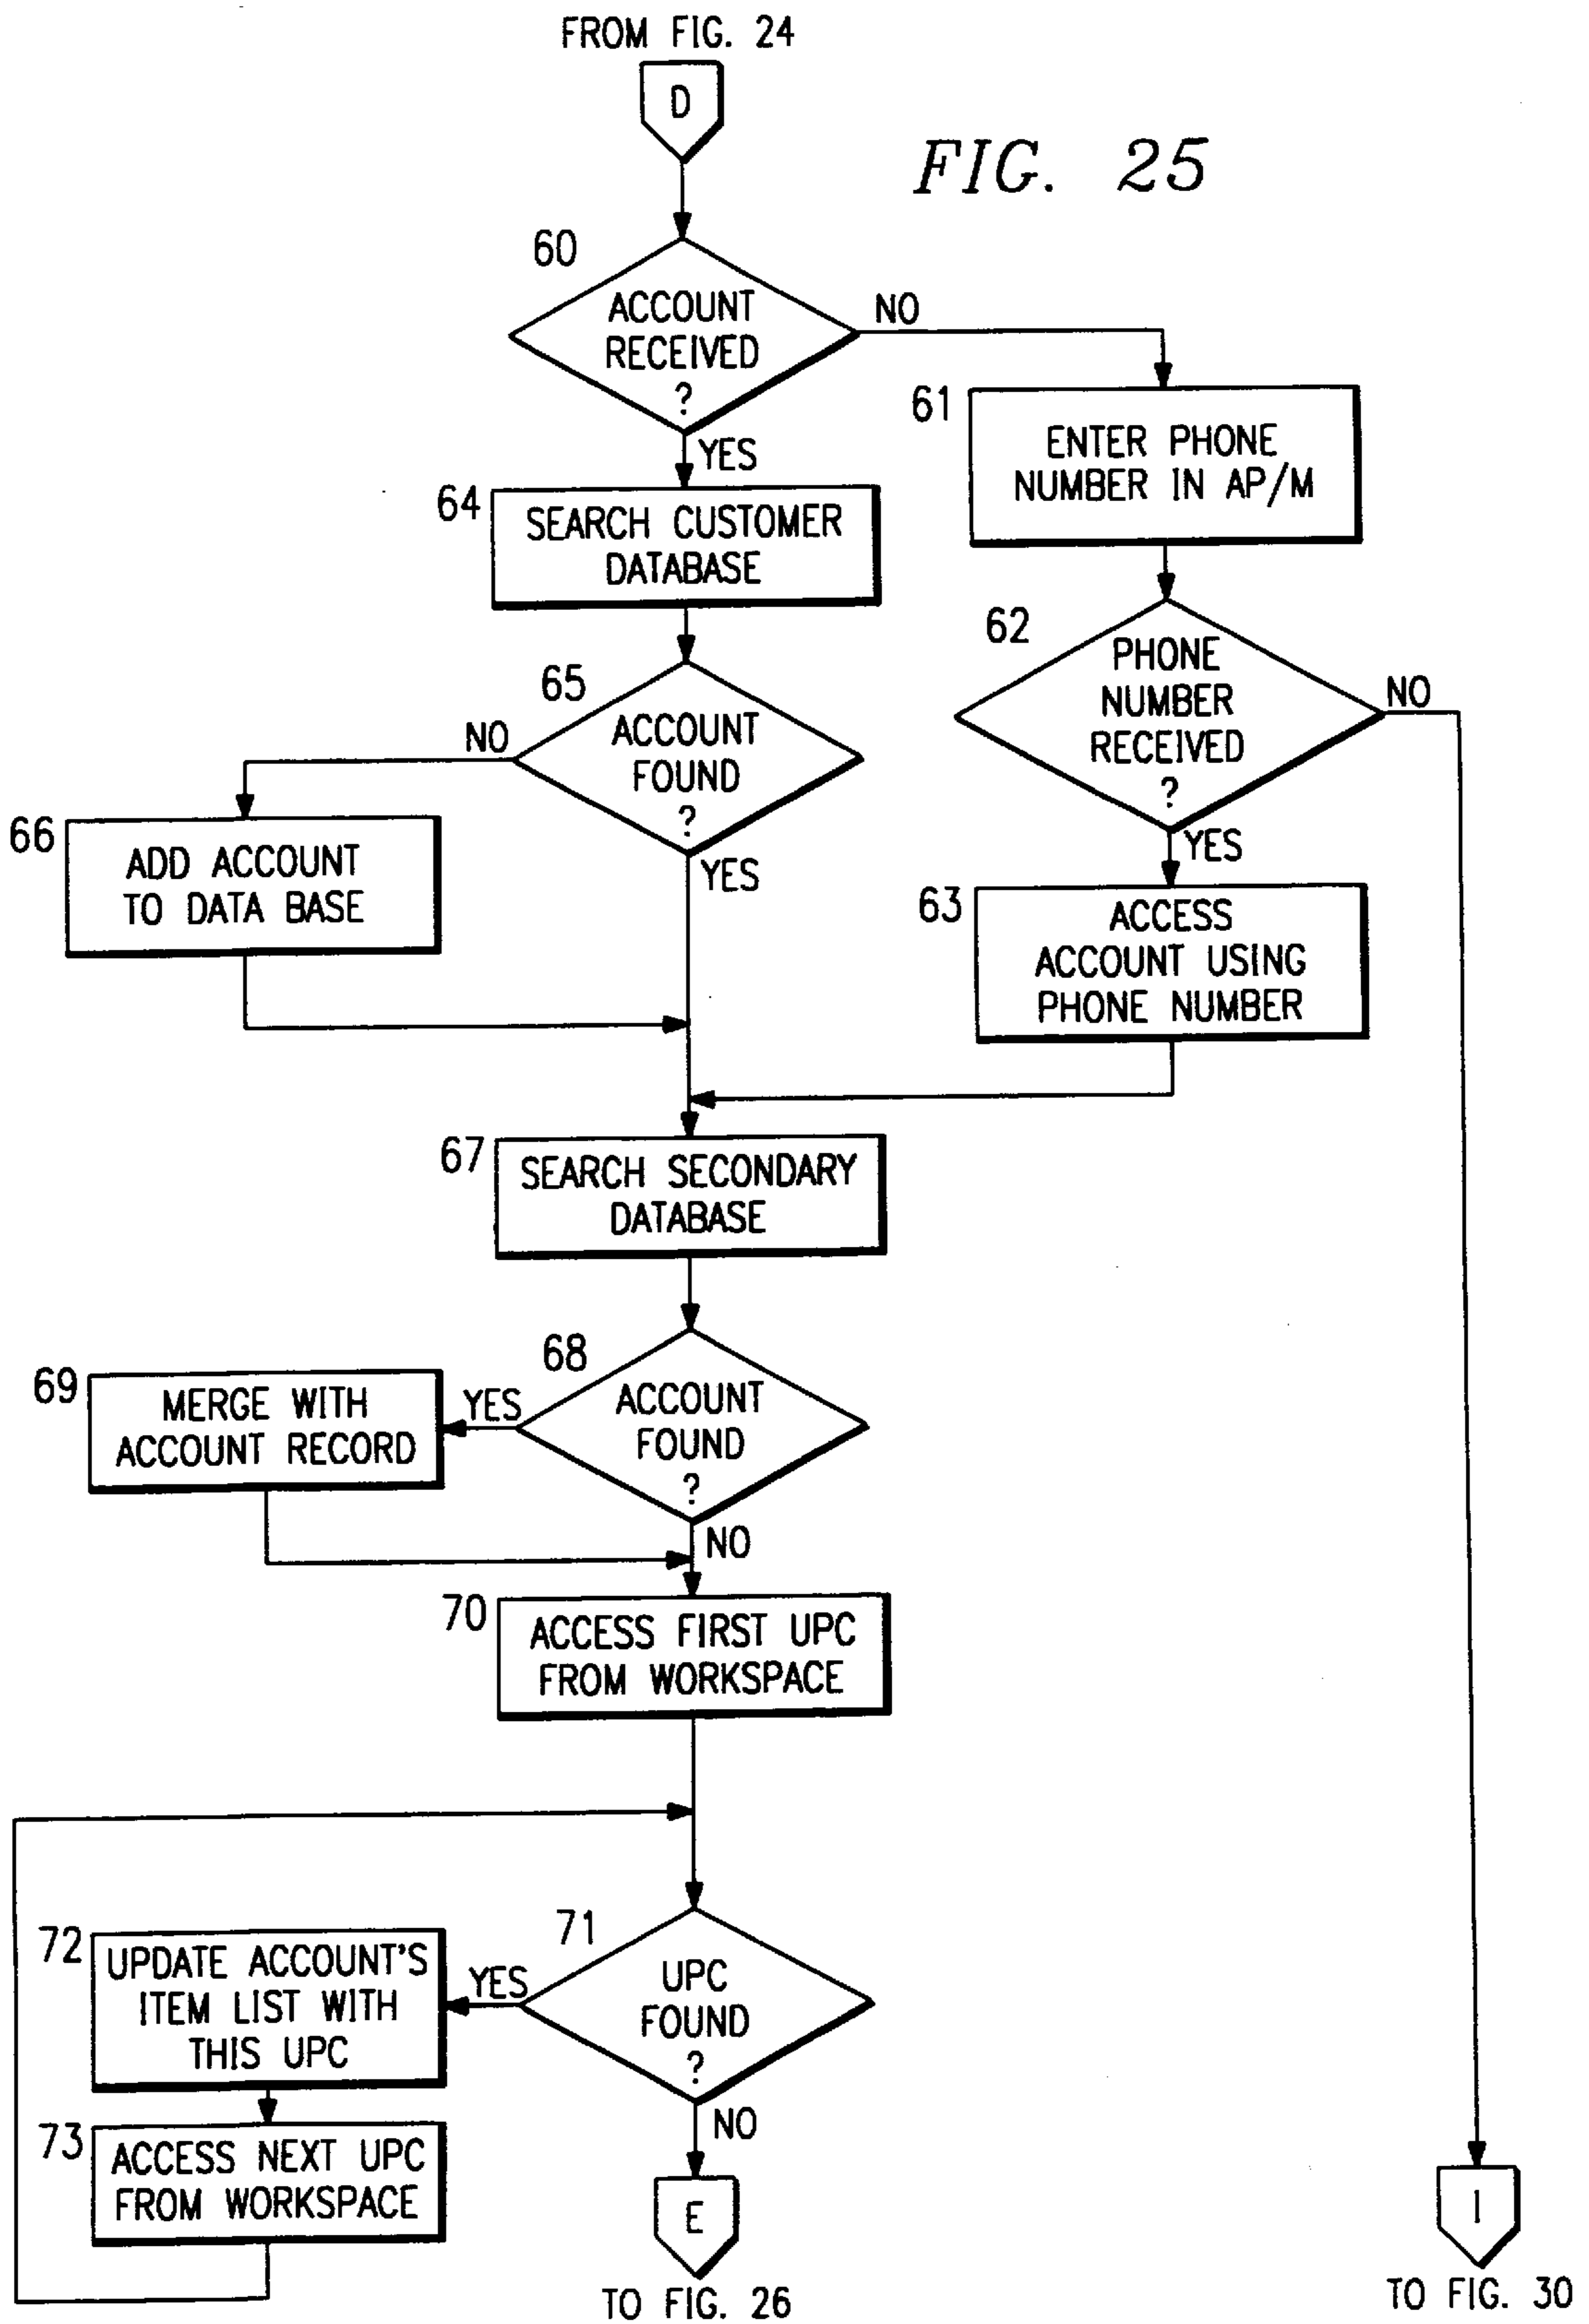 FROM FIG. 24
D
FIG. 25
60
ACCOUNT
RECEIVED
?
NO
YES
61
ENTER PHONE
NUMBER IN AP/M
64
SEARCH CUSTOMER
DATABASE
62
PHONE
NUMBER
RECEIVED
?
NO
YES
65
ACCOUNT
FOUND
?
NO
YES
66
ADD ACCOUNT
TO DATA BASE
63
ACCESS
ACCOUNT USING
PHONE NUMBER
67
SEARCH SECONDARY
DATABASE
68
ACCOUNT
FOUND
?
YES
NO
69
MERGE WITH
ACCOUNT RECORD
70
ACCESS FIRST UPC
FROM WORKSPACE
71
UPC
FOUND
?
YES
NO
72
UPDATE ACCOUNT'S
ITEM LIST WITH
THIS UPC
73
ACCESS NEXT UPC
FROM WORKSPACE
E
TO FIG. 26
I
TO FIG. 30